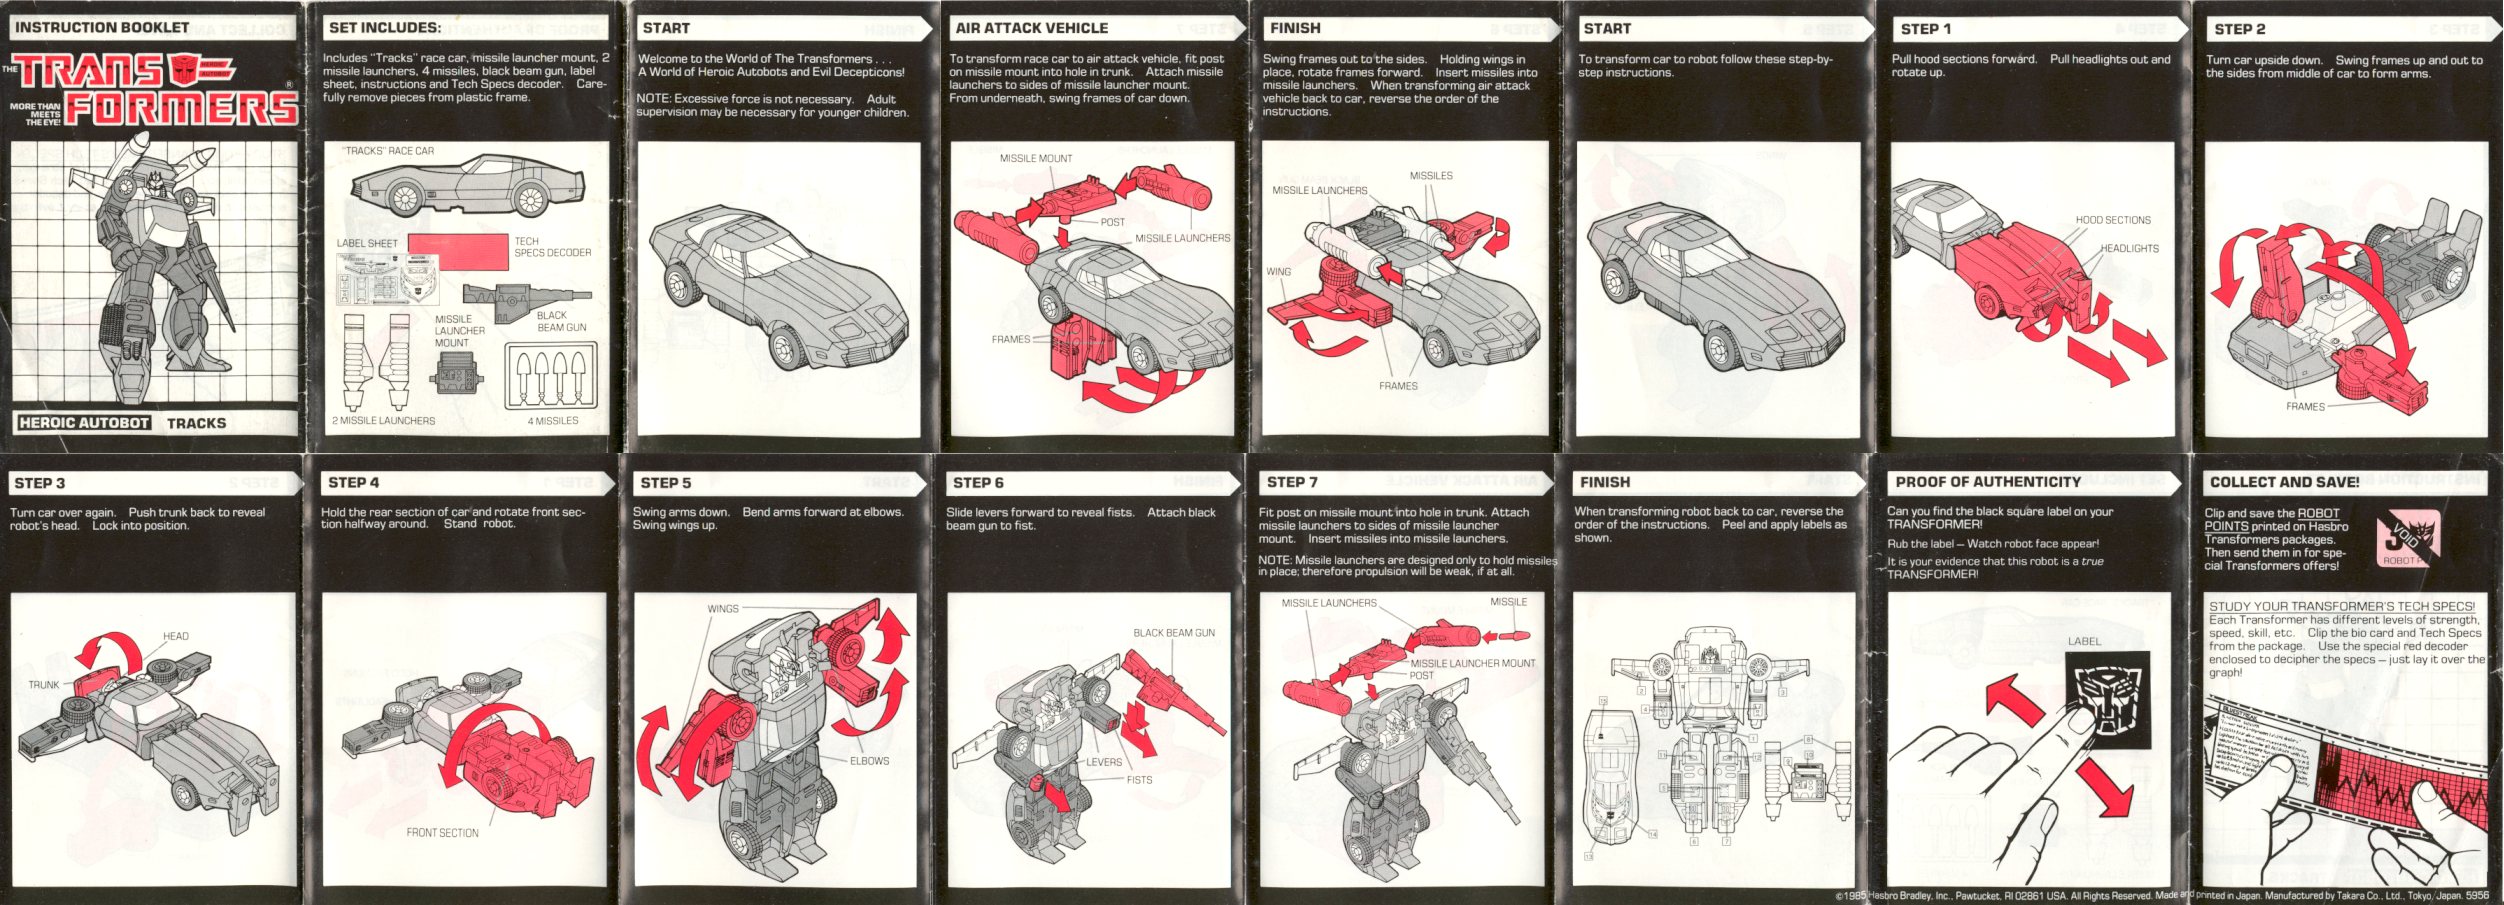 INSTRUCTION BOOKLET
THE TRANS
HEROIC
AUTOBOT
FORMERS®
MORE THAN
MEETS
THE EYE!
HEROIC AUTOBOT TRACKS
SET INCLUDES:
Includes "Tracks" race car, missile launcher mount, 2
missile launchers, 4 missiles, black beam gun, label
sheet, instructions and Tech Specs decoder. Care-
fully remove pieces from plastic frame.
"TRACKS" RACE CAR
LABEL SHEET
TECH
SPECS DECODER
BLACK
BEAM GUN
MISSILE
LAUNCHER
MOUNT
2 MISSILE LAUNCHERS
4 MISSILES
START
Welcome to the World of The Transformers . . .
A World of Heroic Autobots and Evil Decepticons!
NOTE: Excessive force is not necessary. Adult
supervision may be necessary for younger children.
AIR ATTACK VEHICLE
To transform race car to air attack vehicle, fit post
on missile mount into hole in trunk. Attach missile
launchers to sides of missile launcher mount.
From underneath, swing frames of car down.
MISSILE MOUNT
POST
MISSILE LAUNCHERS
FRAMES
FINISH
Swing frames out to the sides. Holding wings in
place, rotate frames forward. Insert missiles into
missile launchers. When transforming air attack
vehicle back to car, reverse the order of the
instructions.
MISSILES
MISSILE LAUNCHERS
WING
FRAMES
START
To transform car to robot follow these step-by-
step instructions.
STEP 1
Pull hood sections forward. Pull headlights out and
rotate up.
HOOD SECTIONS
HEADLIGHTS
STEP 2
Turn car upside down. Swing frames up and out to
the sides from middle of car to form arms.
FRAMES
STEP 3
Turn car over again. Push trunk back to reveal
robot's head. Lock into position.
HEAD
TRUNK
STEP 4
Hold the rear section of car and rotate front sec-
tion halfway around. Stand robot.
FRONT SECTION
STEP 5
Swing arms down. Bend arms forward at elbows.
Swing wings up.
WINGS
ELBOWS
STEP 6
Slide levers forward to reveal fists. Attach black
beam gun to fist.
BLACK BEAM GUN
LEVERS
FISTS
STEP 7
Fit post on missile mount into hole in trunk. Attach
missile launchers to sides of missile launcher
mount. Insert missiles into missile launchers.
NOTE: Missile launchers are designed only to hold missiles
in place; therefore propulsion will be weak, if at all.
MISSILE LAUNCHERS
MISSILE
MISSILE LAUNCHER MOUNT
POST
FINISH
When transforming robot back to car, reverse the
order of the instructions. Peel and apply labels as
shown.
PROOF OF AUTHENTICITY
Can you find the black square label on your
TRANSFORMER!
Rub the label – Watch robot face appear!
It is your evidence that this robot is a true
TRANSFORMER!
LABEL
COLLECT AND SAVE!
Clip and save the ROBOT
POINTS printed on Hasbro
Transformers packages.
Then send them in for spe-
cial Transformers offers!
VOID
ROBOT P
STUDY YOUR TRANSFORMER'S TECH SPECS!
Each Transformer has different levels of strength,
speed, skill, etc. Clip the bio card and Tech Specs
from the package. Use the special red decoder
enclosed to decipher the specs – just lay it over the
graph!
BLUESTREAK
©1985 Hasbro Bradley, Inc., Pawtucket, RI 02861 USA. All Rights Reserved. Made and printed in Japan. Manufactured by Takara Co., Ltd., Tokyo/Japan. 5956